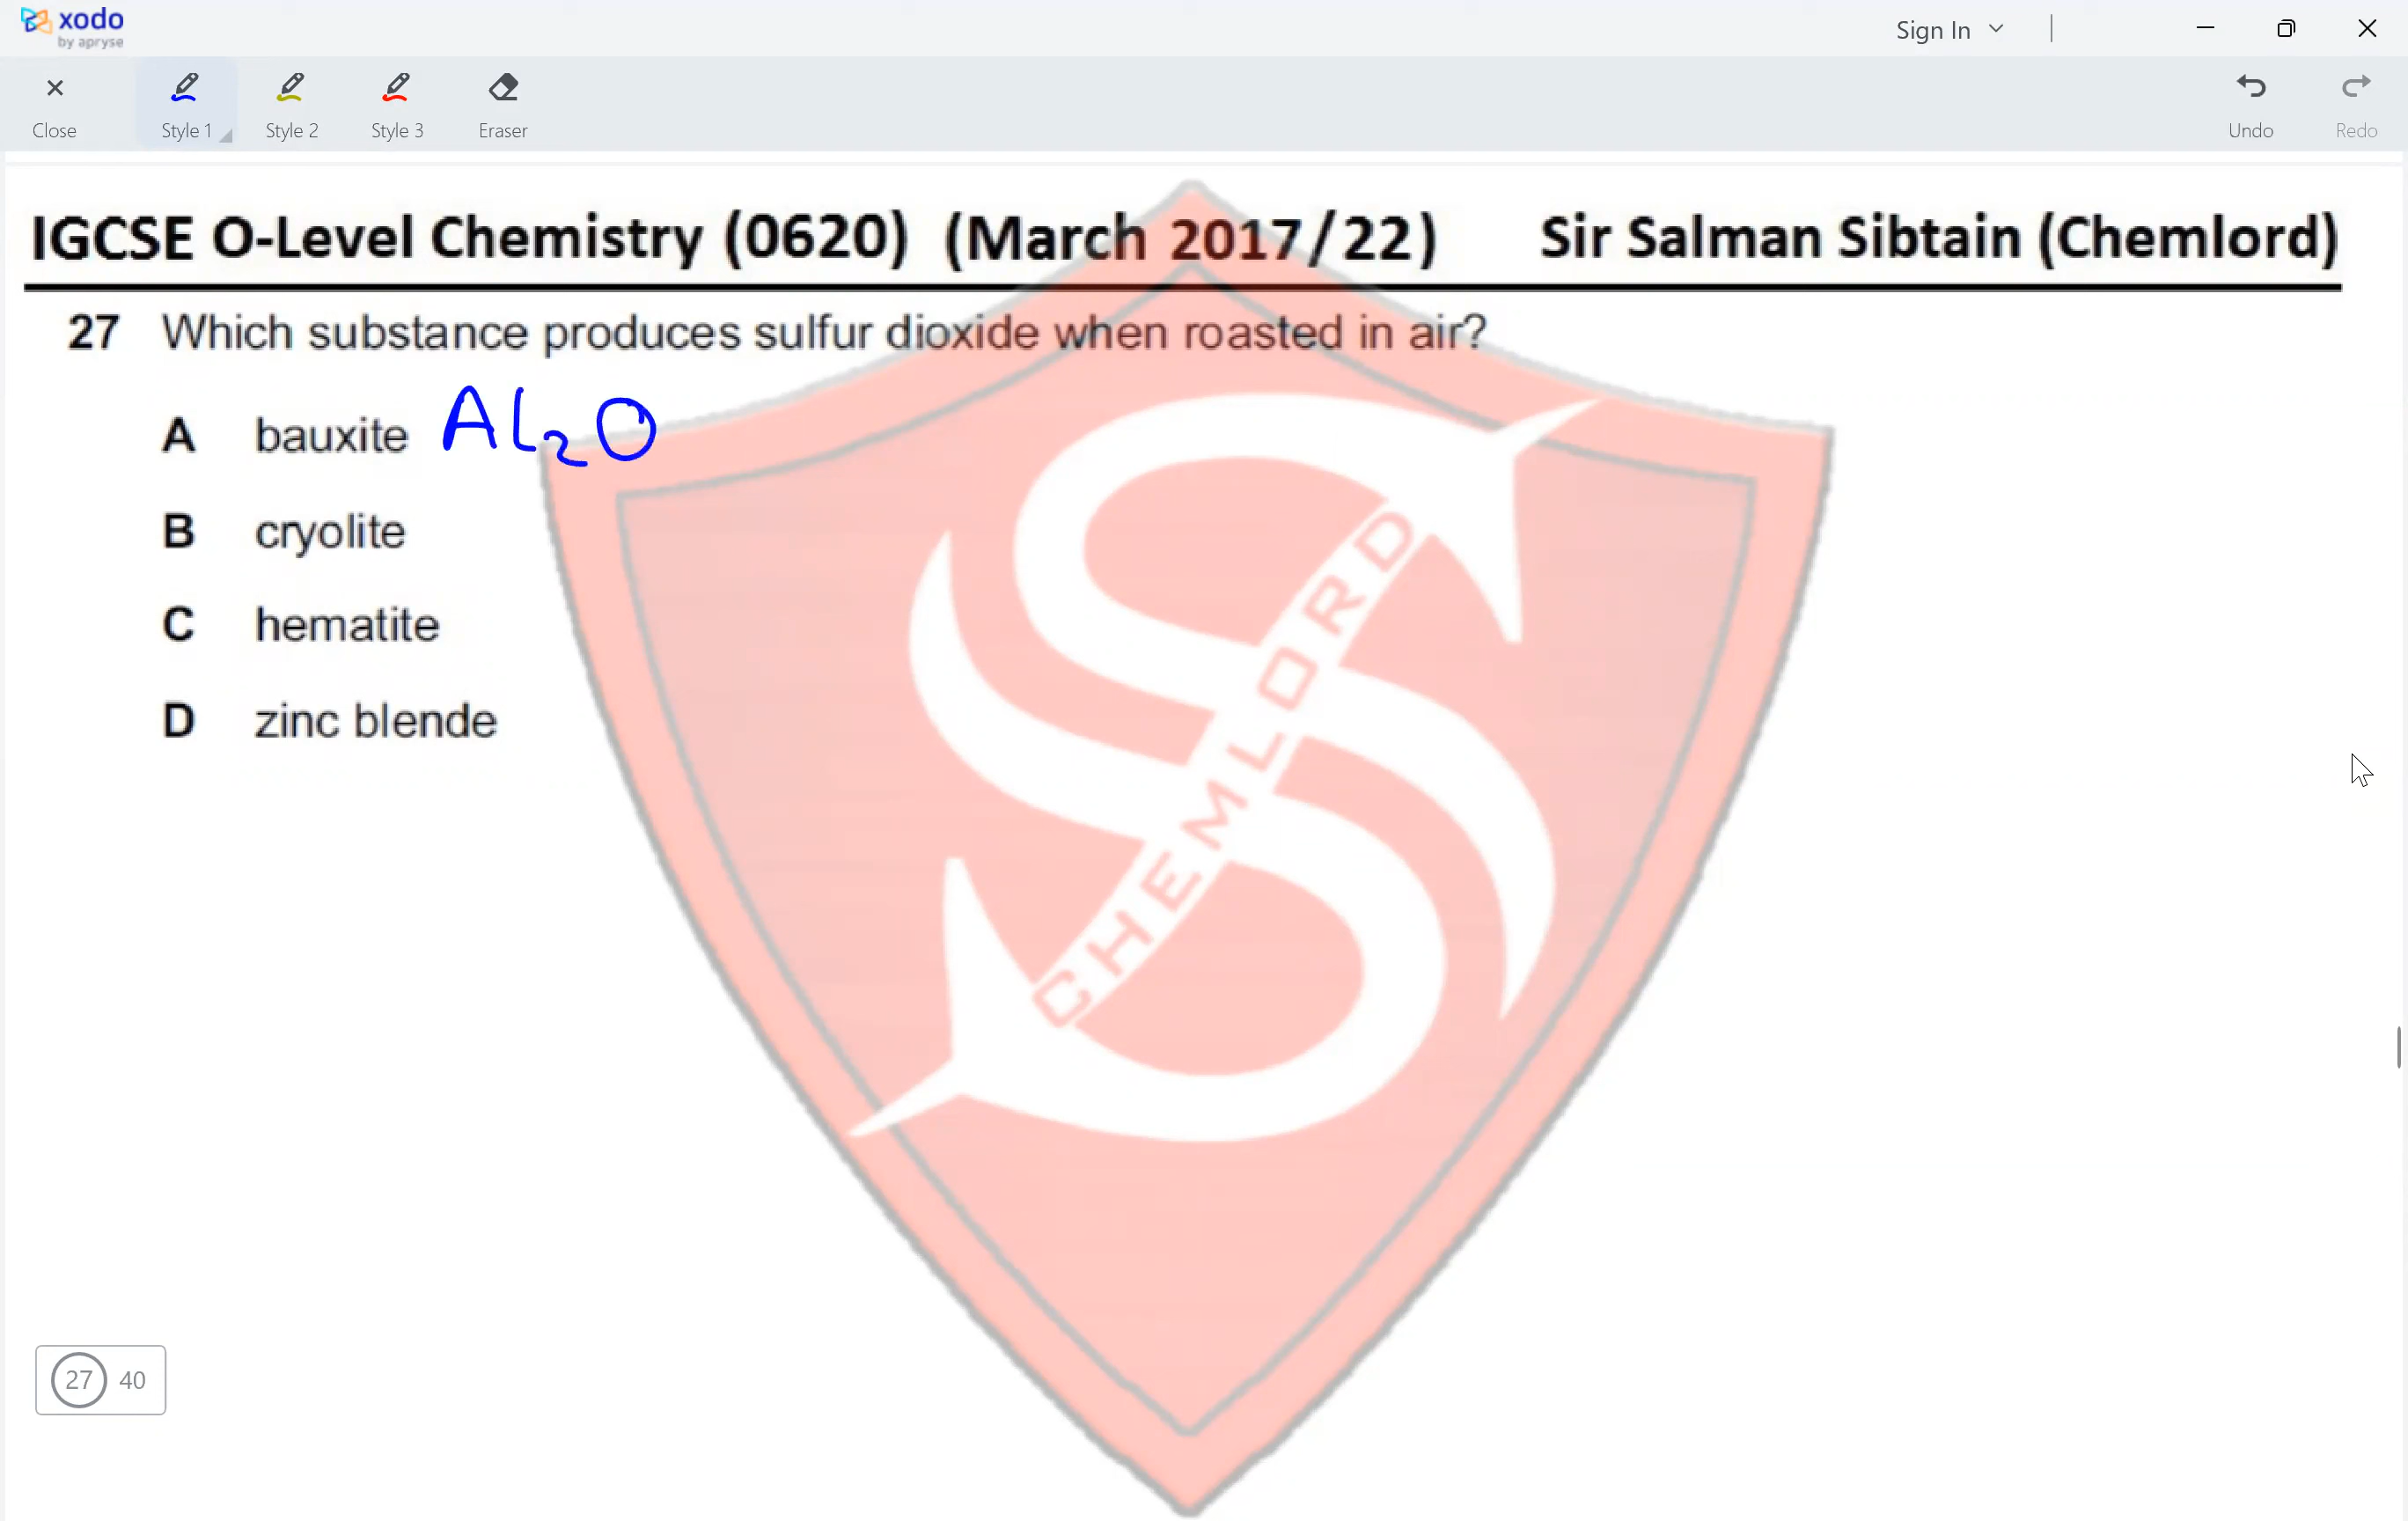 xodo
by apryse
Sign In
Close
Style 1
Style 2
Style 3
Eraser
Undo
Redo
IGCSE O-Level Chemistry (0620) (March 2017/22) Sir Salman Sibtain (Chemlord)
27 Which substance produces sulfur dioxide when roasted in air?
A bauxite Al₂O
B cryolite
C hematite
D zinc blende
CHEMLORD
27 40